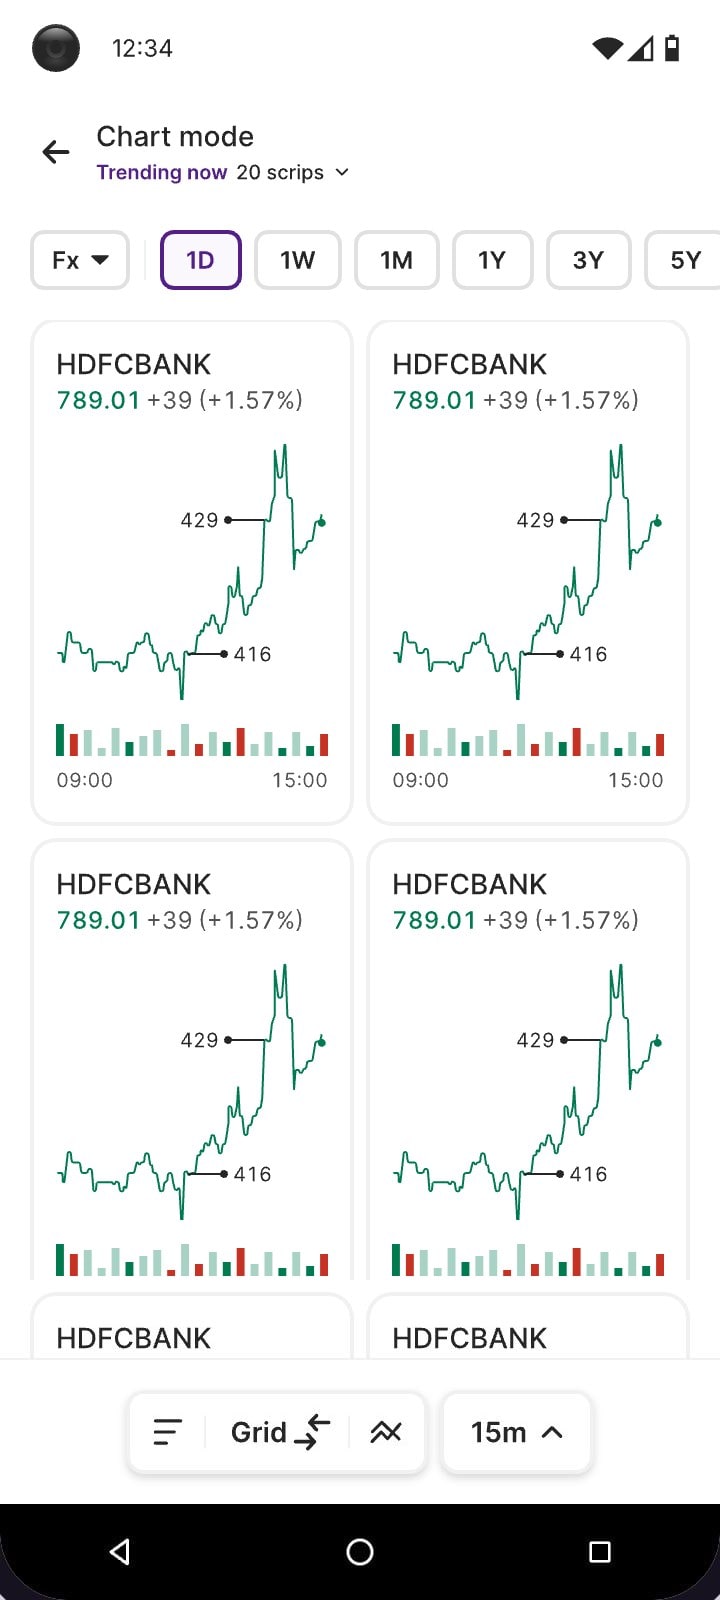 12:34
Chart mode
Trending now 20 scrips
Fx 1D 1W 1M 1Y 3Y 5Y
HDFCBANK
789.01 +39 (+1.57%)
429
416
09:00 15:00
HDFCBANK
789.01 +39 (+1.57%)
429
416
09:00 15:00
HDFCBANK
789.01 +39 (+1.57%)
429
416
HDFCBANK
789.01 +39 (+1.57%)
429
416
HDFCBANK
HDFCBANK
Grid 15m